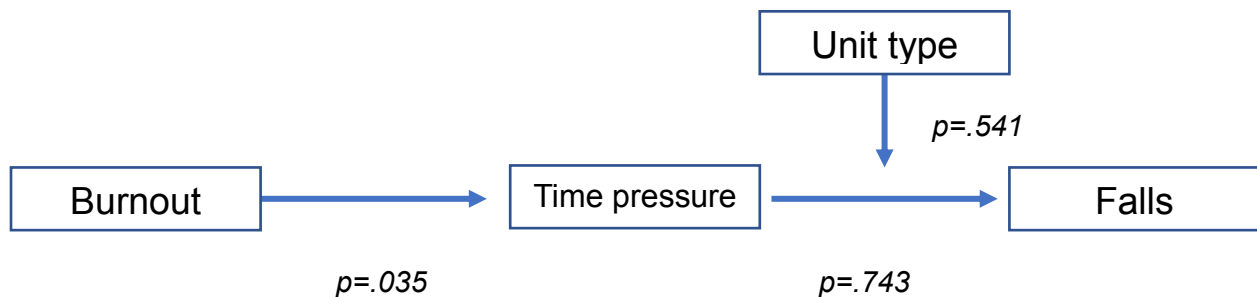 Unit type
p=.541
Burnout
Time pressure
Falls
p=.035
p=.743